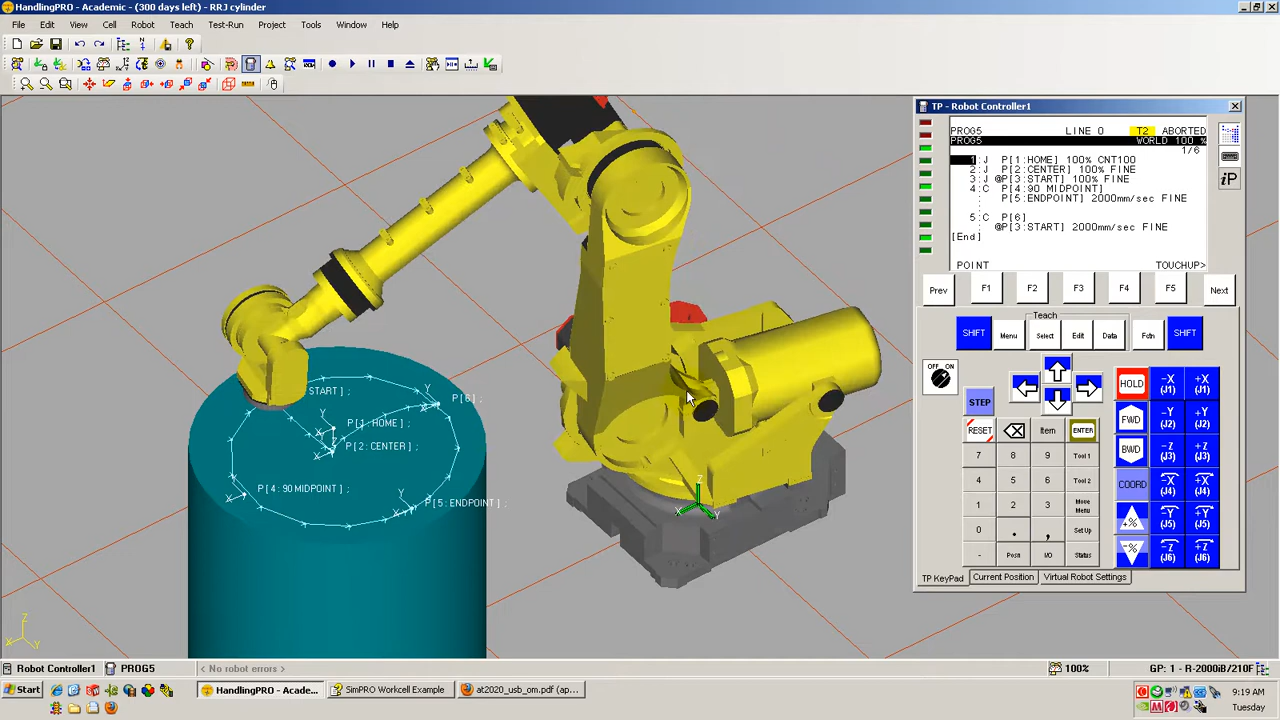 HandlingPRO - Academic - (300 days left) - RRJ cylinder
File Edit View Cell Robot Teach Test-Run Project Tools Window Help
TP - Robot Controller1
PROG5 LINE 0 T2 ABORTED
PROG5 WORLD 100 %
1/6
1:J P[1:HOME] 100% CNT100
2:J P[2:CENTER] 100% FINE
3:J @P[3:START] 100% FINE
4:C P[4:90 MIDPOINT]
: P[5:ENDPOINT] 2000mm/sec FINE
5:C P[6]
: @P[3:START] 2000mm/sec FINE
[End]
POINT TOUCHUP>
Prev F1 F2 F3 F4 F5 Next
Teach
SHIFT Menu Select Edit Data Fctn SHIFT
OFF ON
STEP
HOLD -X (J1) +X (J1)
FWD -Y (J2) +Y (J2)
BWD -Z (J3) +Z (J3)
COORD -X (J4) +X (J4)
+% -Y (J5) +Y (J5)
-% -Z (J6) +Z (J6)
RESET Item ENTER
7 8 9 Tool 1
4 5 6 Tool 2
1 2 3 Move Menu
0 . , Set Up
- Posn I/O Status
TP KeyPad Current Position Virtual Robot Settings
START] ;
P[6] ;
P[1:HOME] ;
P[2:CENTER] ;
P[4:90 MIDPOINT] ;
P[5:ENDPOINT] ;
X Y Z
Robot Controller1 PROG5 < No robot errors > 100% GP: 1 - R-2000iB/210F
Start HandlingPRO - Acade... SimPRO Workcell Example at2020_usb_om.pdf (ap... 9:19 AM
Tuesday